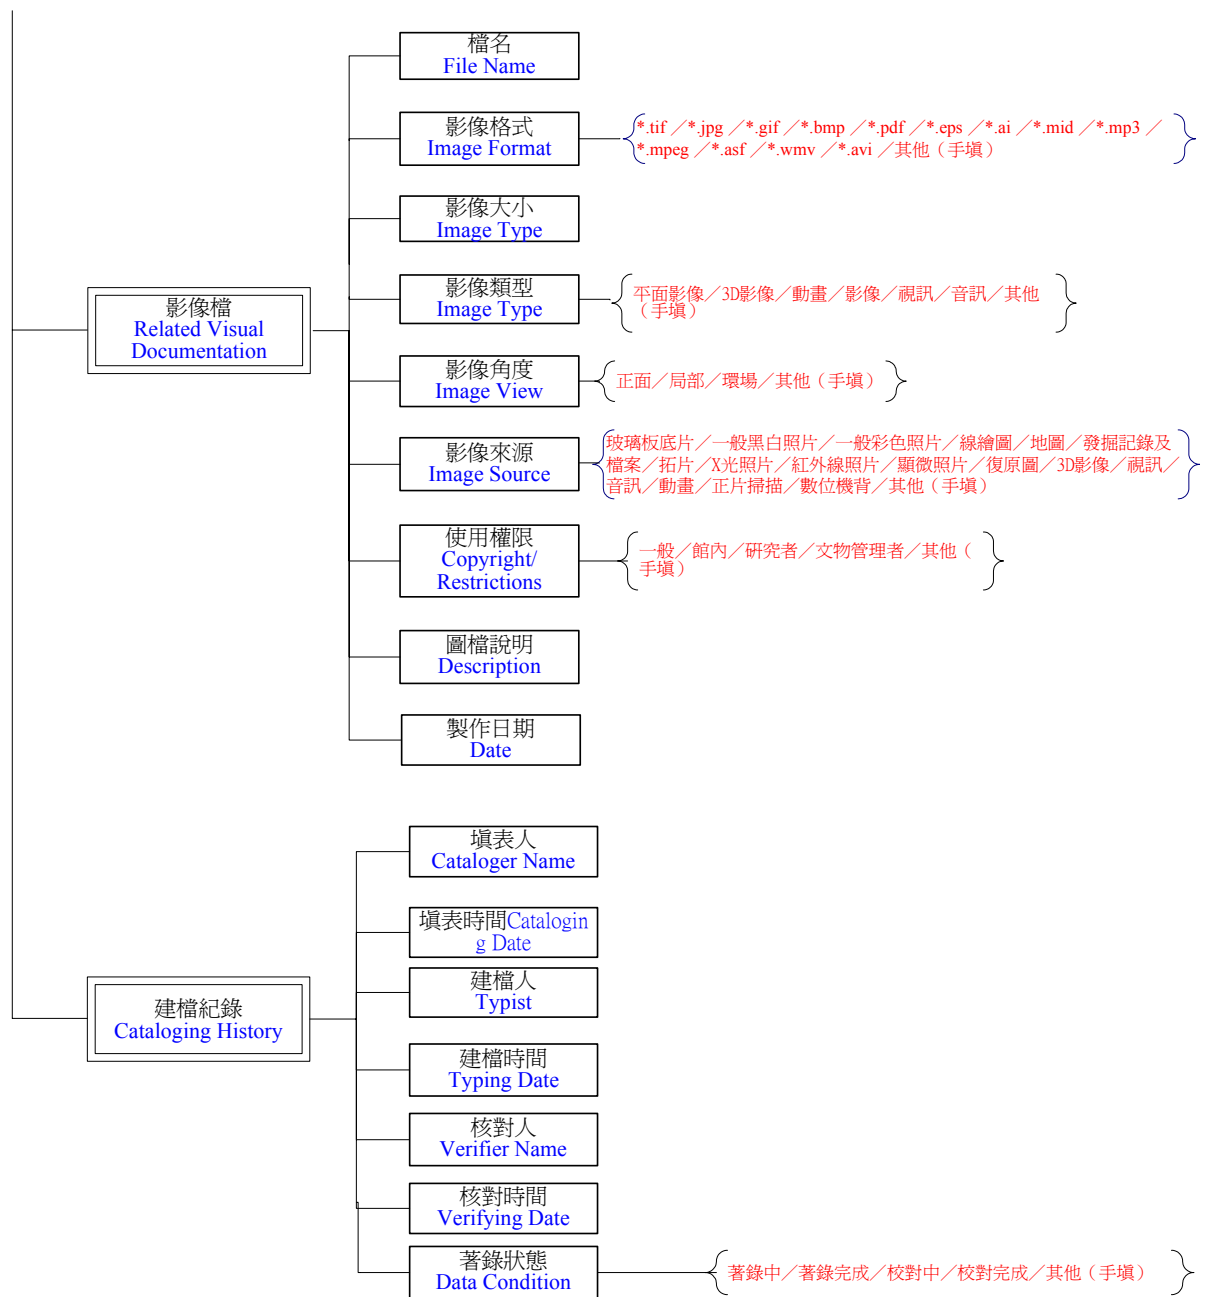 檔名
File Name
影像格式
Image Format
*.tif ／*.jpg ／*.gif ／*.bmp ／*.pdf ／*.eps ／*.ai ／*.mid ／*.mp3 ／
*.mpeg ／*.asf ／*.wmv ／*.avi ／其他（手塡）
影像大小
Image Type
影像檔
Related Visual
Documentation
影像類型
Image Type
平面影像／3D影像／動畫／影像／視訊／音訊／其他
（手塡）
影像角度
Image View
正面／局部／環場／其他（手塡）
影像來源
Image Source
玻璃板底片／一般黑白照片／一般彩色照片／線繪圖／地圖／發掘記錄及
檔案／拓片／X光照片／紅外線照片／顯微照片／復原圖／3D影像／視訊／
音訊／動畫／正片掃描／數位機背／其他（手塡）
使用權限
Copyright/
Restrictions
一般／館內／研究者／文物管理者／其他（
手塡）
圖檔說明
Description
製作日期
Date
塡表人
Cataloger Name
塡表時間Catalogin
g Date
建檔人
Typist
建檔紀錄
Cataloging History
建檔時間
Typing Date
核對人
Verifier Name
核對時間
Verifying Date
著錄狀態
Data Condition
著錄中／著錄完成／校對中／校對完成／其他（手塡）